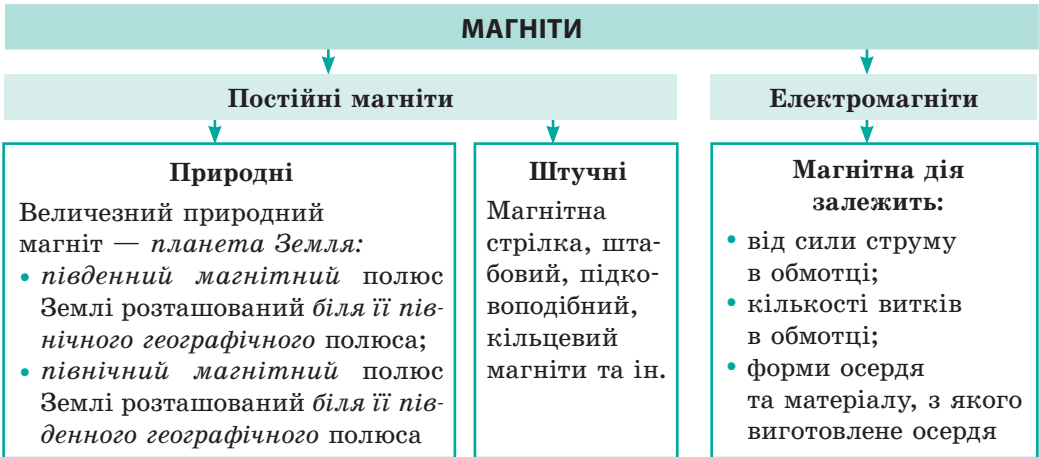 МАГНІТИ
Постійні магніти
Електромагніти
Природні
Величезний природний
магніт — планета Земля:
• південний магнітний полюс
Землі розташований біля її пів-
нічного географічного полюса;
• північний магнітний полюс
Землі розташований біля її пів-
денного географічного полюса
Штучні
Магнітна
стрілка, шта-
бовий, підко-
воподібний,
кільцевий
магніти та ін.
Магнітна дія
залежить:
• від сили струму
в обмотці;
• кількості витків
в обмотці;
• форми осердя
та матеріалу, з якого
виготовлене осердя